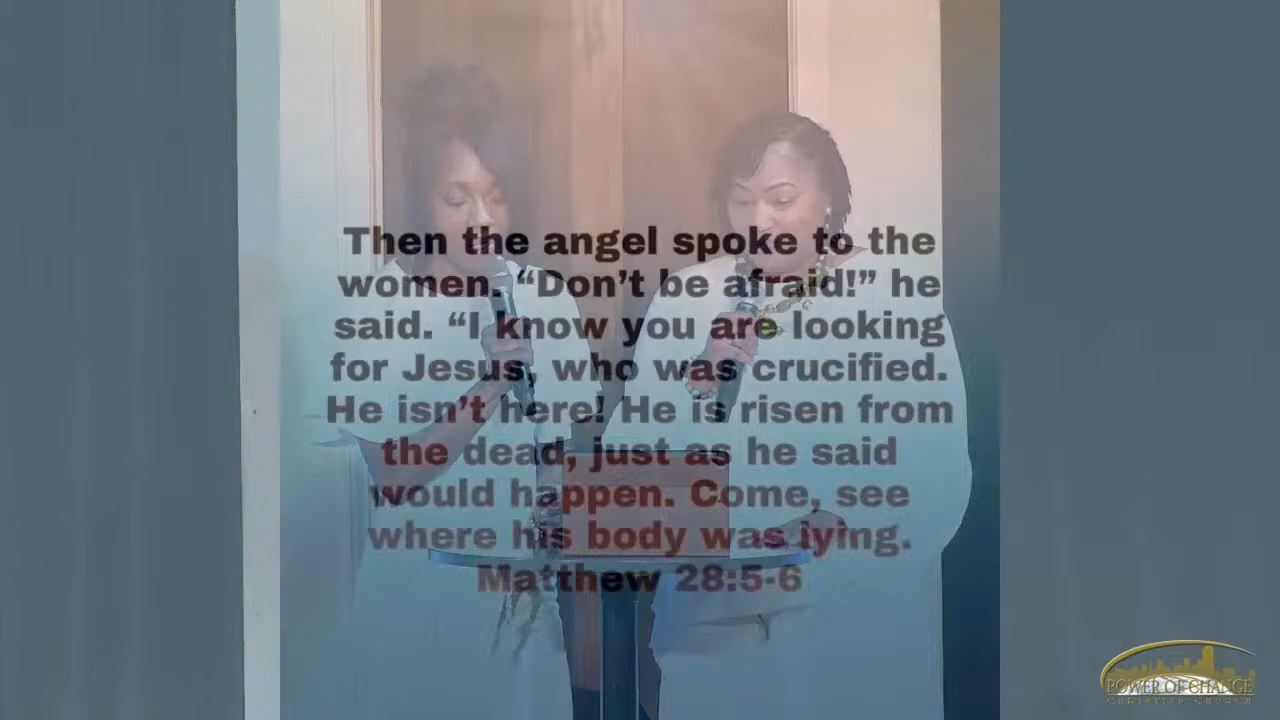 Then the angel spoke to the
women. “Don’t be afraid!” he
said. “I know you are looking
for Jesus, who was crucified.
He isn’t here! He is risen from
the dead, just as he said
would happen. Come, see
where his body was lying.
Matthew 28:5-6
POWER OF CHANGE
CHRISTIAN CHURCH